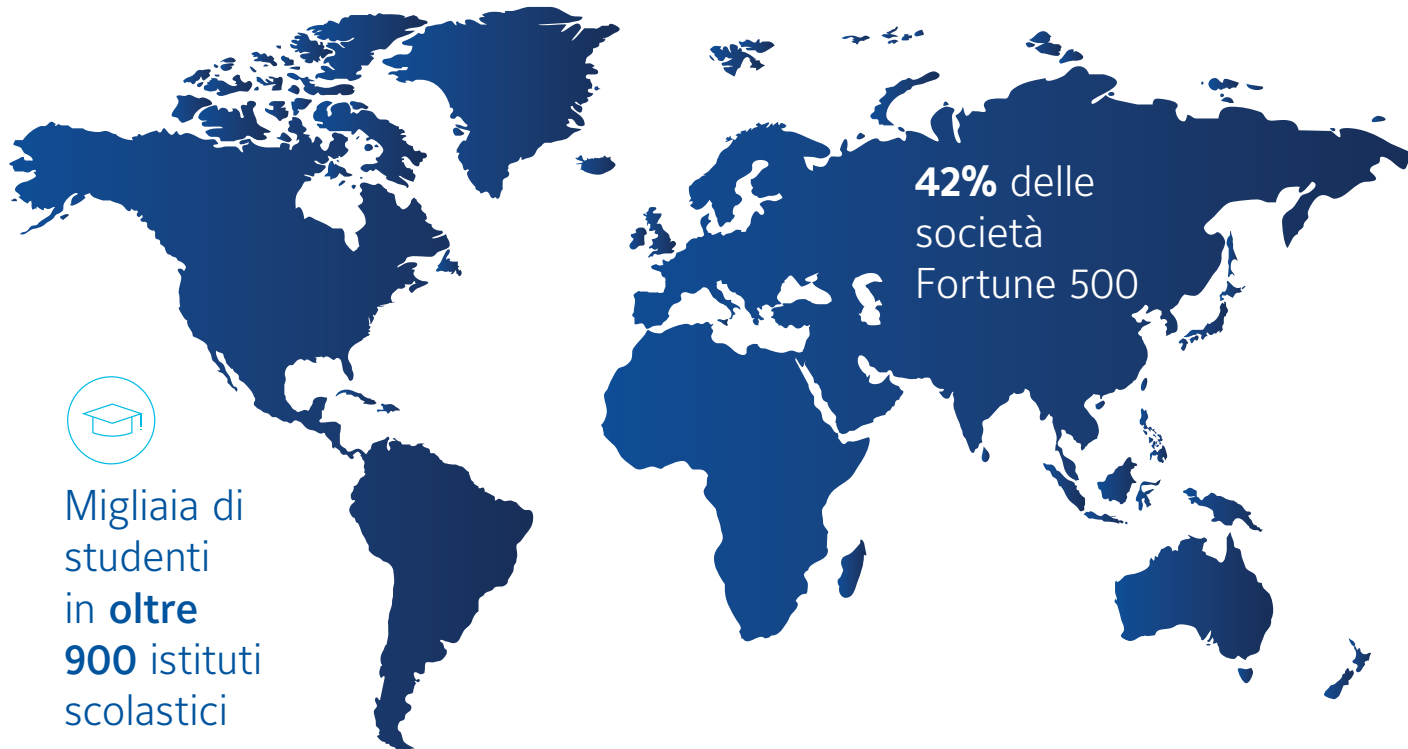 42% delle
società
Fortune 500
Migliaia di
studenti
in oltre
900 istituti
scolastici